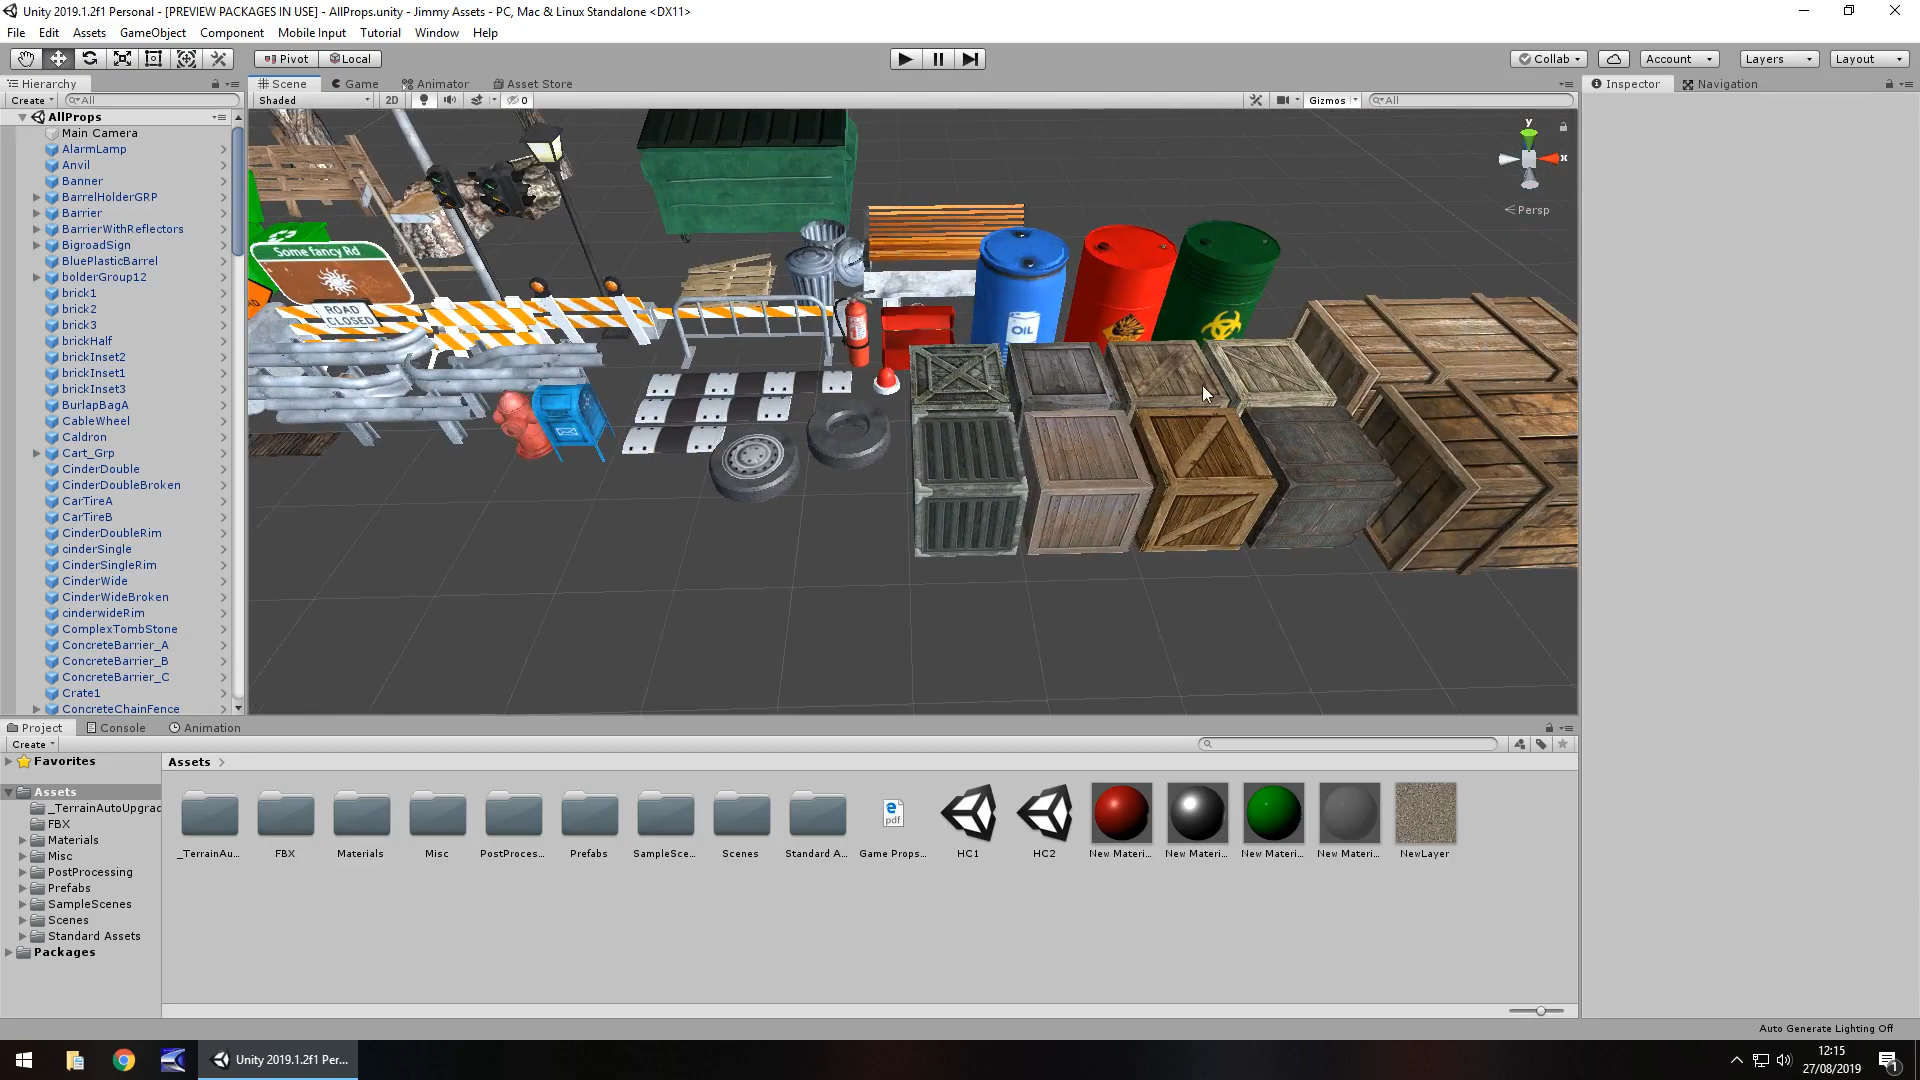 Unity 2019.1.2f1 Personal - [PREVIEW PACKAGES IN USE] - AllProps.unity - Jimmy Assets - PC, Mac & Linux Standalone <DX11>
File Edit Assets GameObject Component Mobile Input Tutorial Window Help
Pivot Local Collab Account Layers Layout
Hierarchy Scene Game Animator Asset Store Inspector Navigation
Create All Shaded 2D 0 Gizmos All
AllProps
Main Camera
AlarmLamp
Anvil
Banner
BarrelHolderGRP
Barrier
BarrierWithReflectors
BigroadSign
BluePlasticBarrel
bolderGroup12
brick1
brick2
brick3
brickHalf
brickInset2
brickInset1
brickInset3
BurlapBagA
CableWheel
Caldron
Cart_Grp
CinderDouble
CinderDoubleBroken
CarTireA
CarTireB
CinderDoubleRim
cinderSingle
CinderSingleRim
CinderWide
CinderWideBroken
cinderwideRim
ComplexTombStone
ConcreteBarrier_A
ConcreteBarrier_B
ConcreteBarrier_C
Crate1
ConcreteChainFence
y
x
Persp
Some fancy Rd
ROAD
CLOSED
OIL
Project Console Animation
Create
Favorites
Assets
_TerrainAutoUpgrad
FBX
Materials
Misc
PostProcessing
Prefabs
SampleScenes
Scenes
Standard Assets
Packages
Assets
pdf
_TerrainAu... FBX Materials Misc PostProces... Prefabs SampleSce... Scenes Standard A... Game Props... HC1 HC2 New Materi... New Materi... New Materi... New Materi... NewLayer
Auto Generate Lighting Off
Unity 2019.1.2f1 Per...
12:15
27/08/2019
1